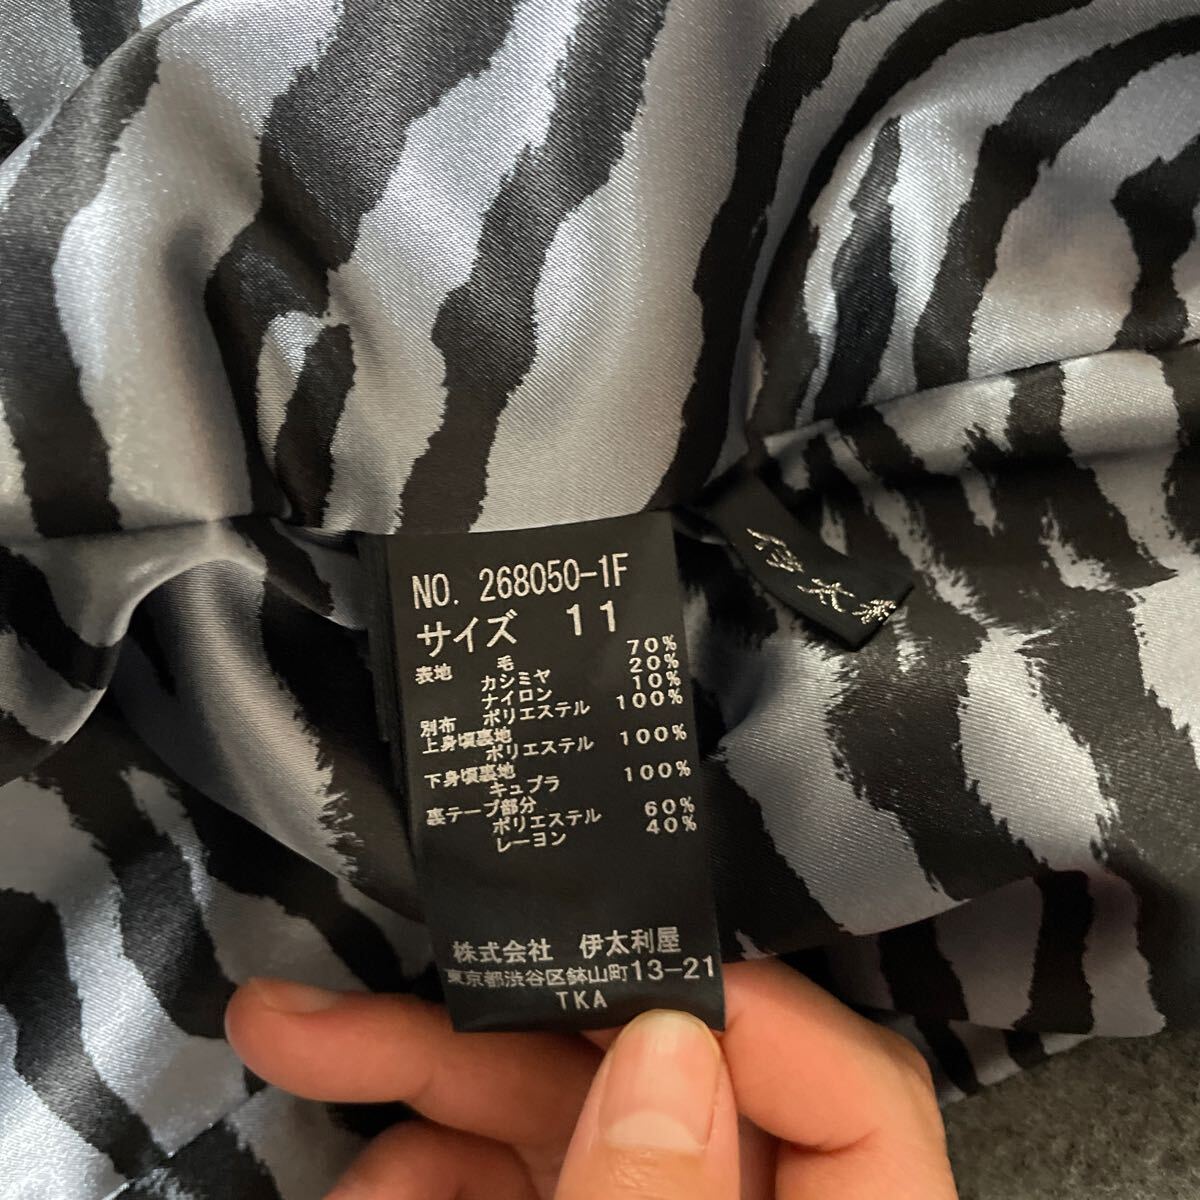 NO. 268050-1F
サイズ 11
表地 毛 70%
カシミヤ 20%
ナイロン 10%
別布 ポリエステル 100%
上身頃裏地
ポリエステル 100%
下身頃裏地
キュプラ 100%
裏テープ部分
ポリエステル 60%
レーヨン 40%
株式会社 伊太利屋
東京都渋谷区鉢山町13-21
TKA